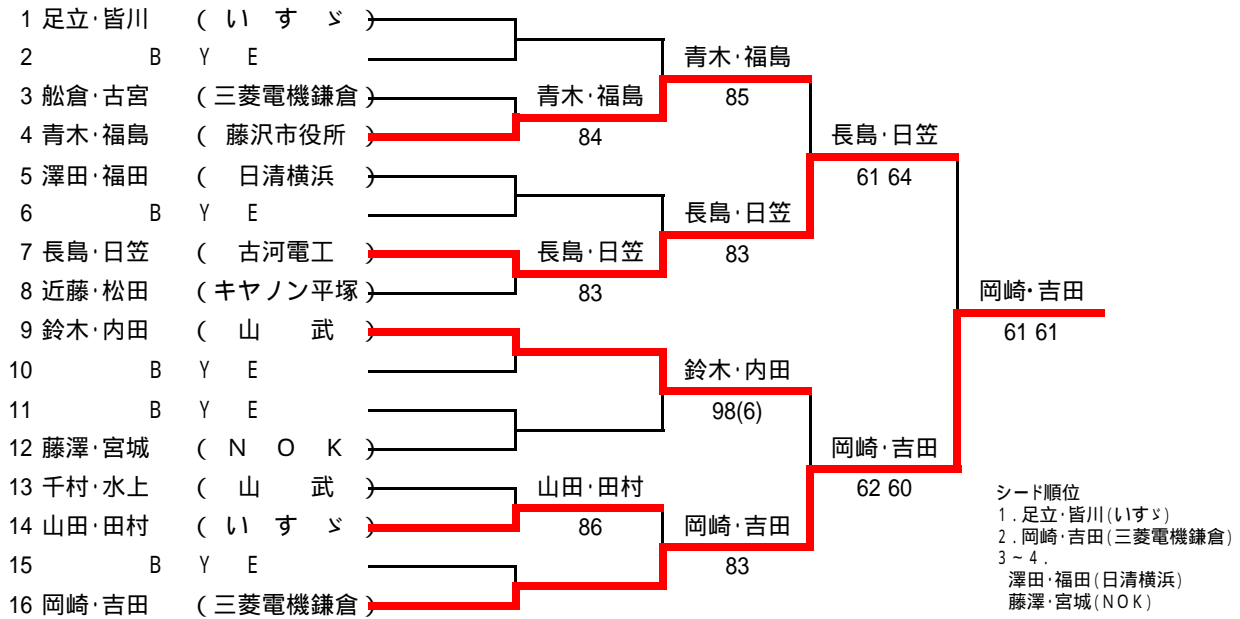 1 足立・皆川 ( い す ゞ )
2 B Y E
3 舩倉・古宮 ( 三菱電機鎌倉 )
4 青木・福島 ( 藤沢市役所 )
5 澤田・福田 ( 日清横浜 )
6 B Y E
7 長島・日笠 ( 古河電工 )
8 近藤・松田 ( キヤノン平塚 )
9 鈴木・内田 ( 山 武 )
10 B Y E
11 B Y E
12 藤澤・宮城 ( N O K )
13 千村・水上 ( 山 武 )
14 山田・田村 ( い す ゞ )
15 B Y E
16 岡崎・吉田 ( 三菱電機鎌倉 )
青木・福島
84
長島・日笠
83
山田・田村
86
青木・福島
85
長島・日笠
83
鈴木・内田
98(6)
岡崎・吉田
83
長島・日笠
61 64
岡崎・吉田
62 60
岡崎・吉田
61 61
シード順位
1．足立・皆川(いすゞ)
2．岡崎・吉田(三菱電機鎌倉)
3～4．
澤田・福田(日清横浜)
藤澤・宮城(NOK)